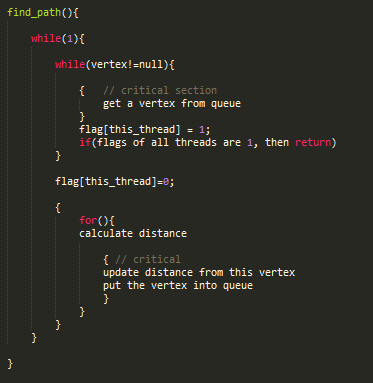 find_path(){
while(1){
while(vertex!=null){
{ // critical section
get a vertex from queue
}
flag[this_thread] = 1;
if(flags of all threads are 1, then return)
}
flag[this_thread]=0;
{
for(){
calculate distance
{ // critical
update distance from this vertex
put the vertex into queue
}
}
}
}
}